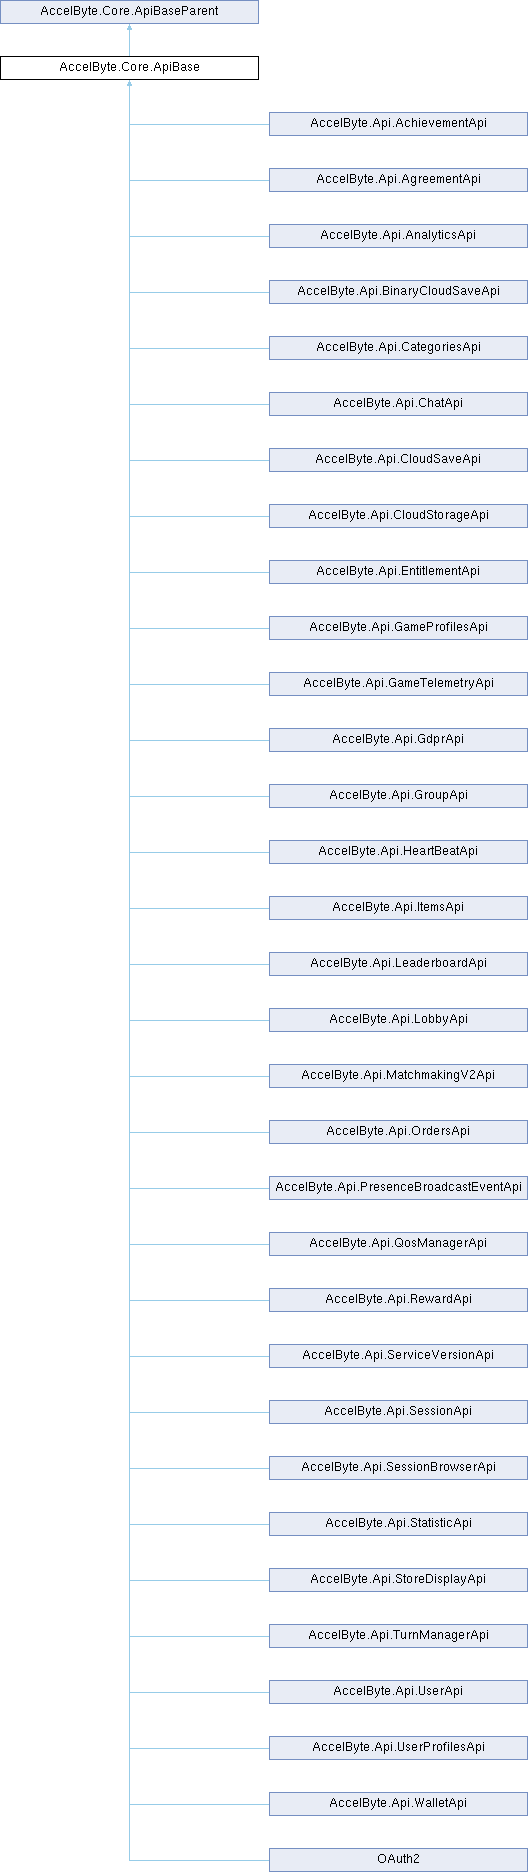 AccelByte.Core.ApiBaseParent
AccelByte.Core.ApiBase
AccelByte.Api.AchievementApi
AccelByte.Api.AgreementApi
AccelByte.Api.AnalyticsApi
AccelByte.Api.BinaryCloudSaveApi
AccelByte.Api.CategoriesApi
AccelByte.Api.ChatApi
AccelByte.Api.CloudSaveApi
AccelByte.Api.CloudStorageApi
AccelByte.Api.EntitlementApi
AccelByte.Api.GameProfilesApi
AccelByte.Api.GameTelemetryApi
AccelByte.Api.GdprApi
AccelByte.Api.GroupApi
AccelByte.Api.HeartBeatApi
AccelByte.Api.ItemsApi
AccelByte.Api.LeaderboardApi
AccelByte.Api.LobbyApi
AccelByte.Api.MatchmakingV2Api
AccelByte.Api.OrdersApi
AccelByte.Api.PresenceBroadcastEventApi
AccelByte.Api.QosManagerApi
AccelByte.Api.RewardApi
AccelByte.Api.ServiceVersionApi
AccelByte.Api.SessionApi
AccelByte.Api.SessionBrowserApi
AccelByte.Api.StatisticApi
AccelByte.Api.StoreDisplayApi
AccelByte.Api.TurnManagerApi
AccelByte.Api.UserApi
AccelByte.Api.UserProfilesApi
AccelByte.Api.WalletApi
OAuth2